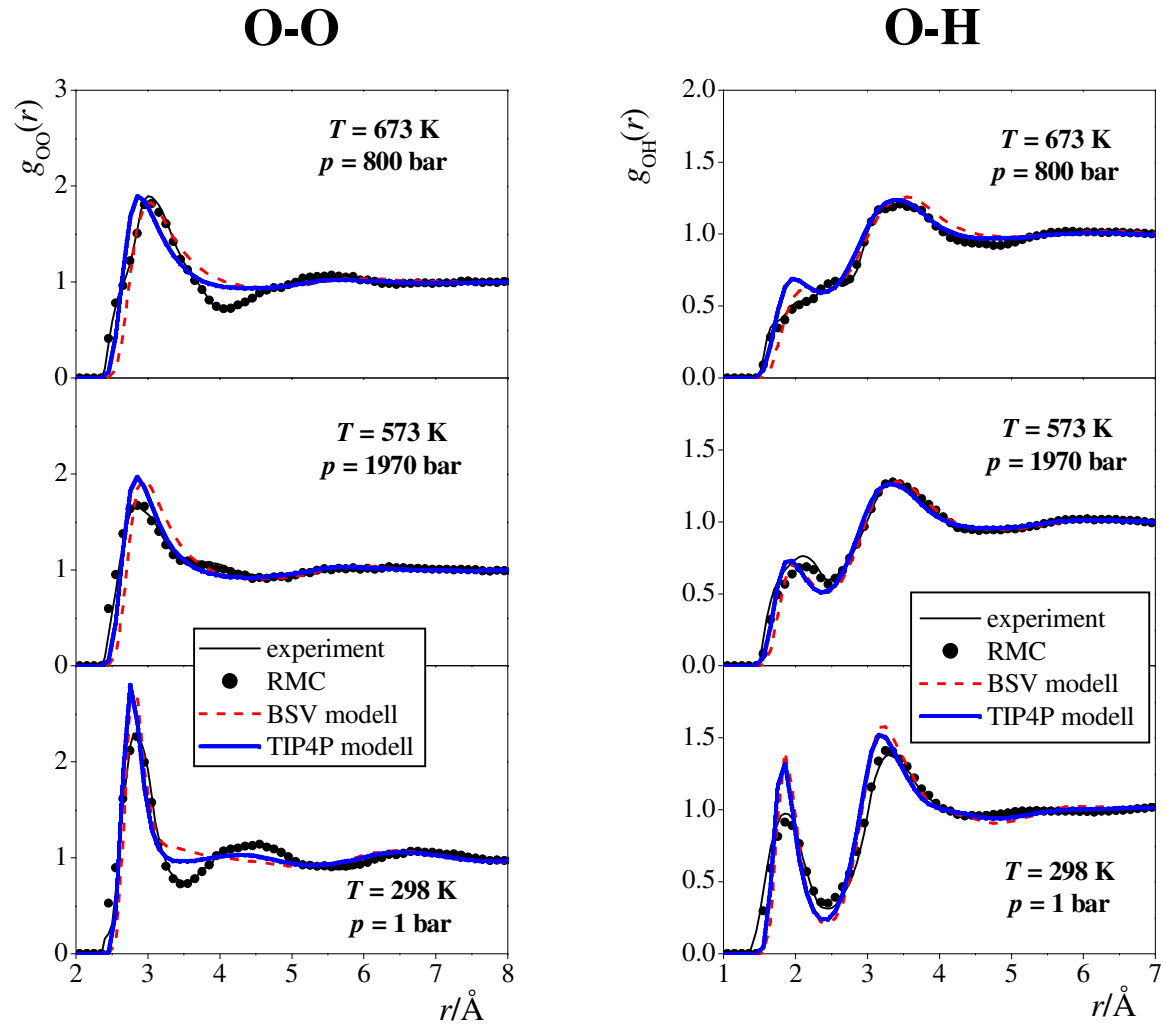 O-O
O-H
g_OO(r)
3
2
1
0
2
1
0
2
1
0
T = 673 K
p = 800 bar
T = 573 K
p = 1970 bar
experiment
RMC
BSV modell
TIP4P modell
T = 298 K
p = 1 bar
2 3 4 5 6 7 8
r/Å
g_OH(r)
2.0
1.5
1.0
0.5
0.0
1.5
1.0
0.5
0.0
1.5
1.0
0.5
0.0
T = 673 K
p = 800 bar
T = 573 K
p = 1970 bar
experiment
RMC
BSV modell
TIP4P modell
T = 298 K
p = 1 bar
1 2 3 4 5 6 7
r/Å